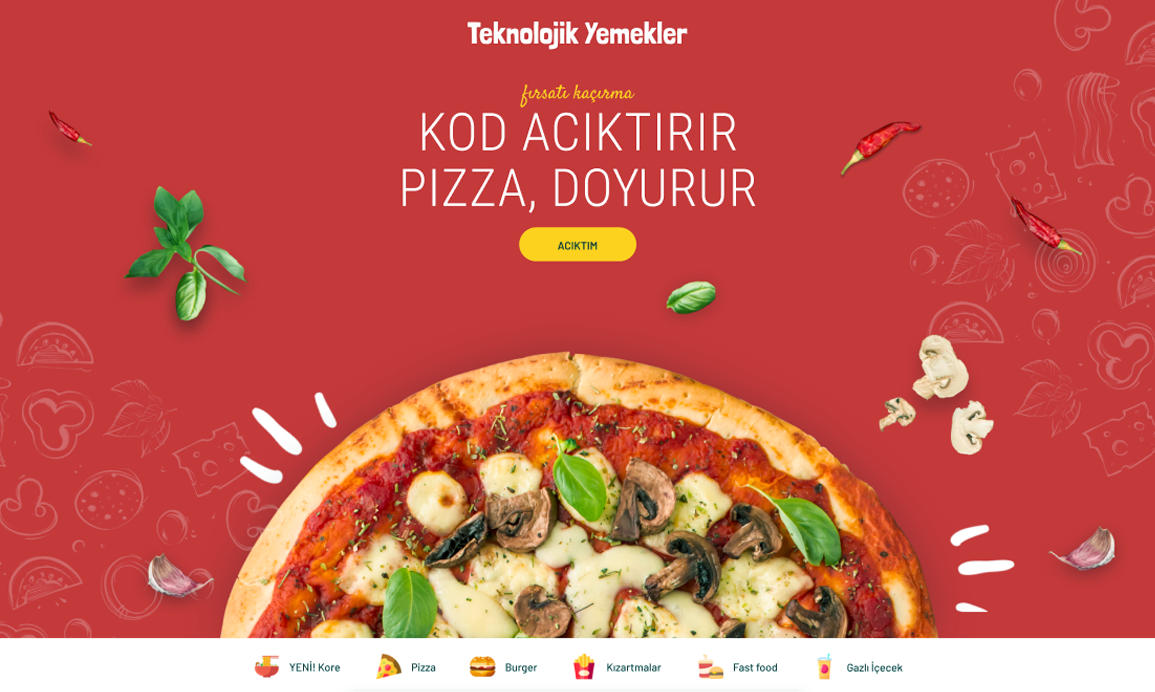 Teknolojik Yemekler
fırsatı kaçırma
KOD ACIKTIRIR
PIZZA, DOYURUR
ACIKTIM
YENİ! Kore
Pizza
Burger
Kızartmalar
Fast food
Gazlı İçecek